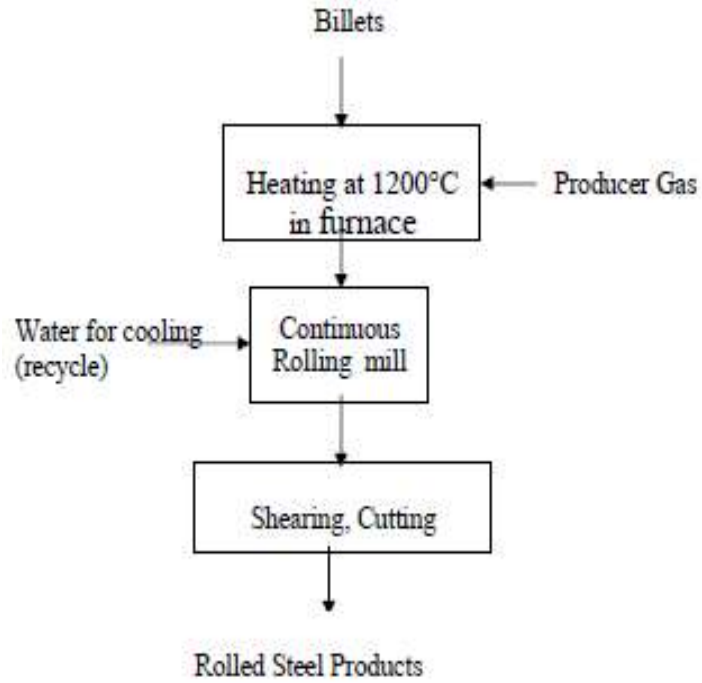 Billets
Heating at 1200°C
in furnace
Producer Gas
Water for cooling
(recycle)
Continuous
Rolling mill
Shearing, Cutting
Rolled Steel Products